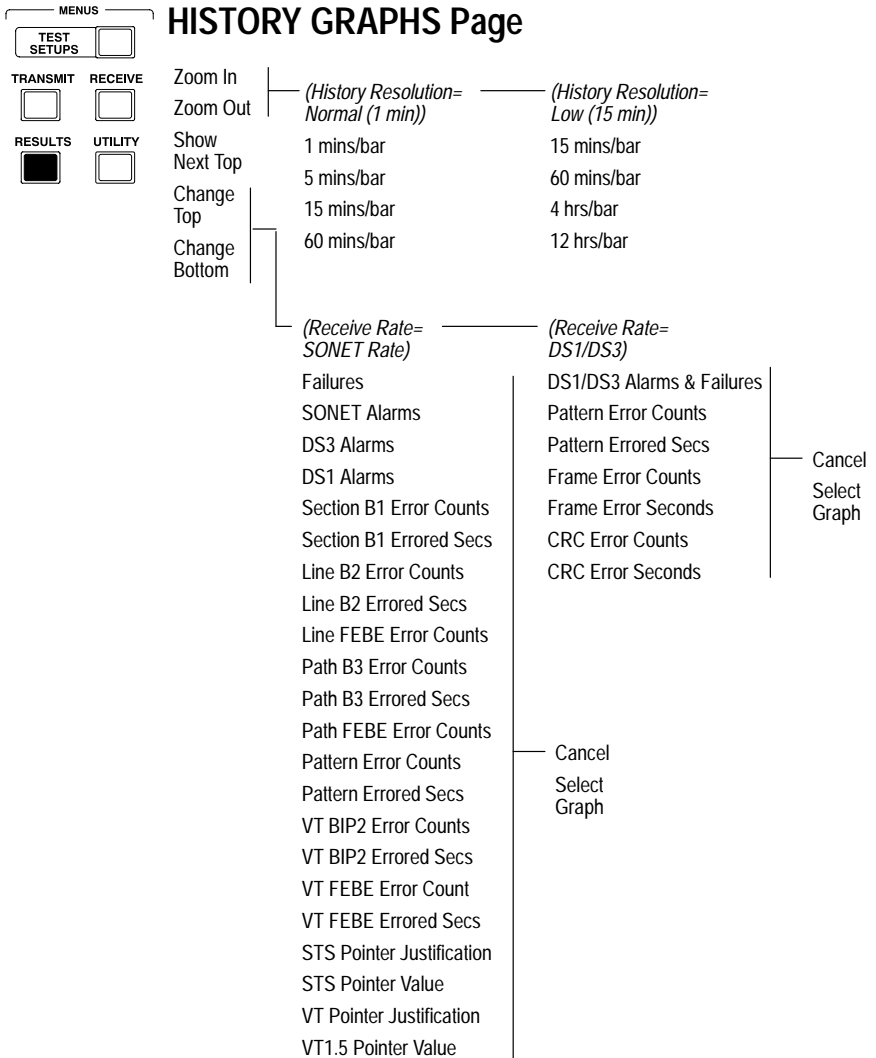 MENUS
TEST
SETUPS
TRANSMIT RECEIVE
RESULTS UTILITY
HISTORY GRAPHS Page
Zoom In
Zoom Out
Show
Next Top
Change
Top
Change
Bottom
(History Resolution=
Normal (1 min))
1 mins/bar
5 mins/bar
15 mins/bar
60 mins/bar
(History Resolution=
Low (15 min))
15 mins/bar
60 mins/bar
4 hrs/bar
12 hrs/bar
(Receive Rate=
SONET Rate)
Failures
SONET Alarms
DS3 Alarms
DS1 Alarms
Section B1 Error Counts
Section B1 Errored Secs
Line B2 Error Counts
Line B2 Errored Secs
Line FEBE Error Counts
Path B3 Error Counts
Path B3 Errored Secs
Path FEBE Error Counts
Pattern Error Counts
Pattern Errored Secs
VT BIP2 Error Counts
VT BIP2 Errored Secs
VT FEBE Error Count
VT FEBE Errored Secs
STS Pointer Justification
STS Pointer Value
VT Pointer Justification
VT1.5 Pointer Value
Cancel
Select
Graph
(Receive Rate=
DS1/DS3)
DS1/DS3 Alarms & Failures
Pattern Error Counts
Pattern Errored Secs
Frame Error Counts
Frame Error Seconds
CRC Error Counts
CRC Error Seconds
Cancel
Select
Graph